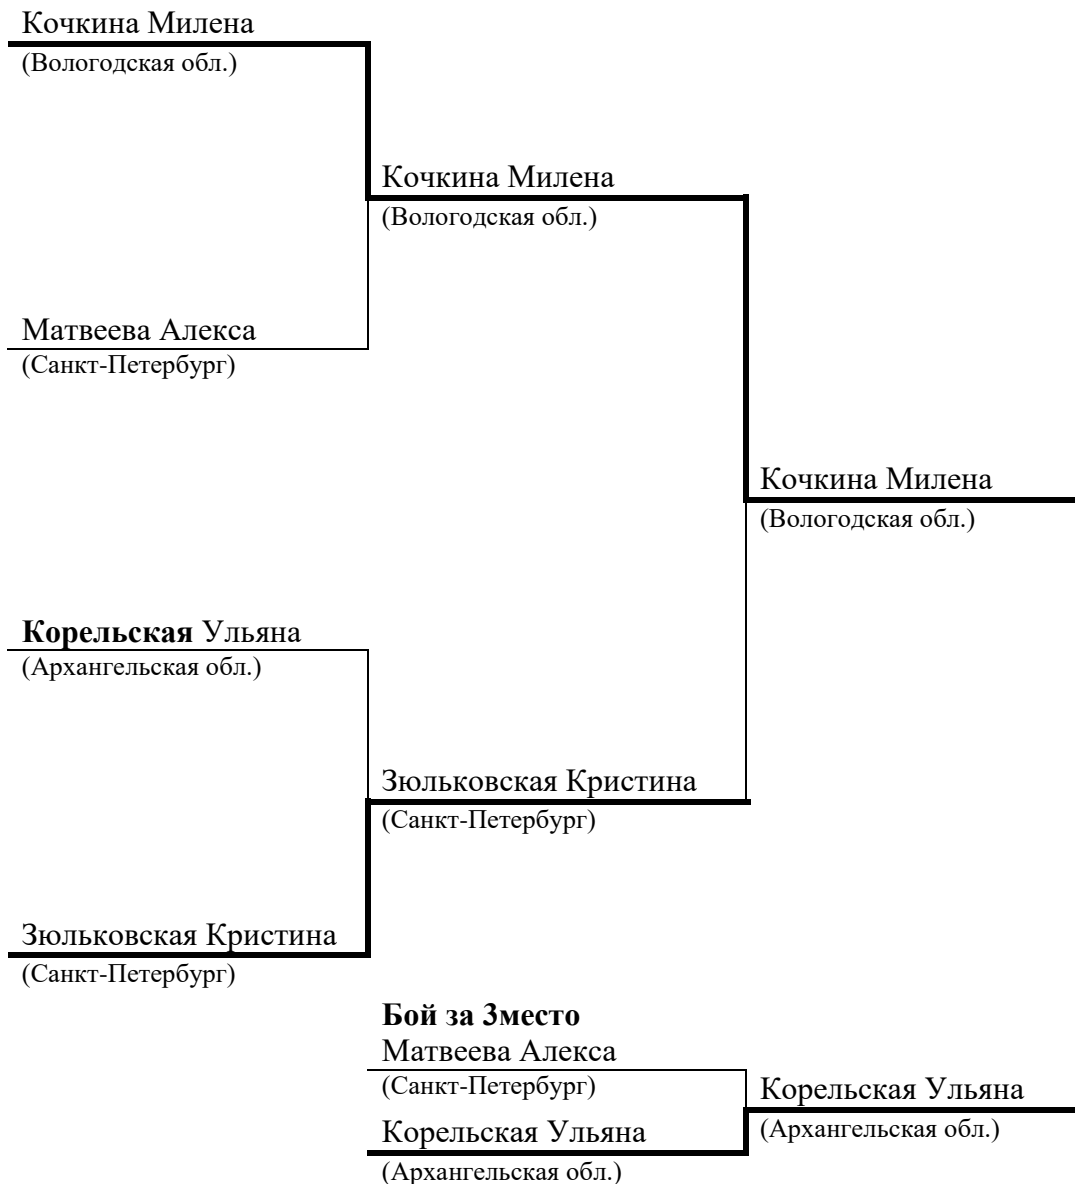 Кочкина Милена
(Вологодская обл.)
Кочкина Милена
(Вологодская обл.)
Матвеева Алекса
(Санкт-Петербург)
Кочкина Милена
(Вологодская обл.)
Корельская Ульяна
(Архангельская обл.)
Зюльковская Кристина
(Санкт-Петербург)
Зюльковская Кристина
(Санкт-Петербург)
Бой за 3место
Матвеева Алекса
(Санкт-Петербург)
Корельская Ульяна
(Архангельская обл.)
Корельская Ульяна
(Архангельская обл.)